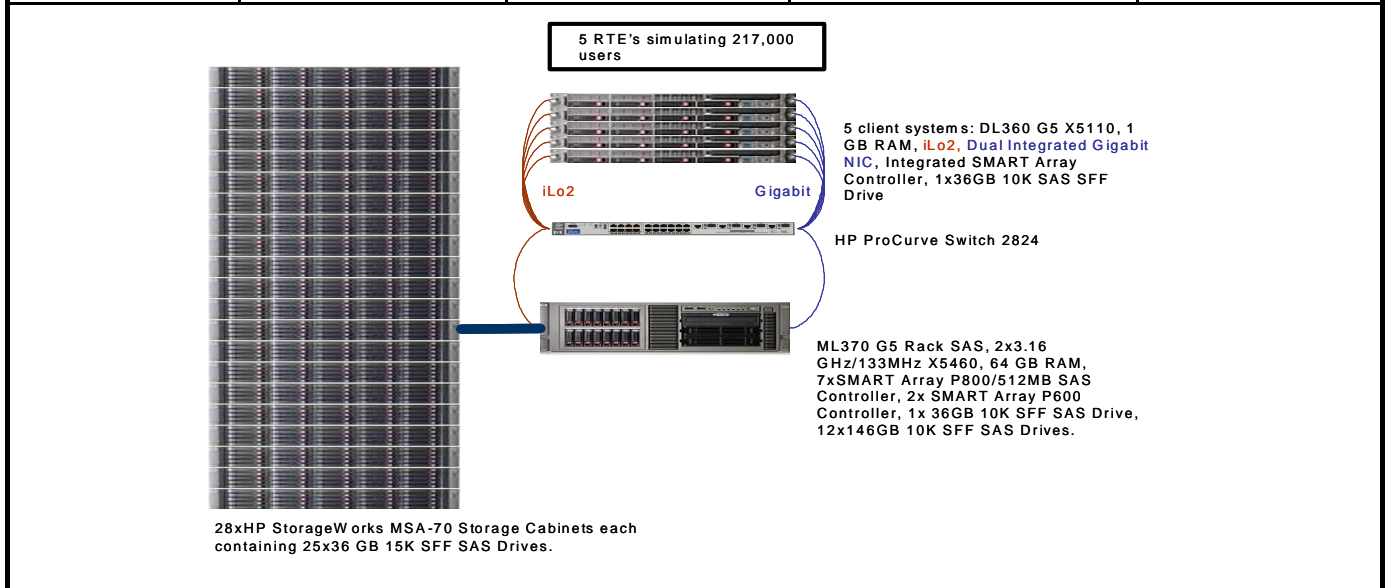 5 RTE's simulating 217,000
users
5 client systems: DL360 G5 X5110, 1
GB RAM, iLo2, Dual Integrated Gigabit
NIC, Integrated SMART Array
Controller, 1x36GB 10K SAS SFF
Drive
iLo2
Gigabit
HP ProCurve Switch 2824
ML370 G5 Rack SAS, 2x3.16
GHz/133MHz X5460, 64 GB RAM,
7xSMART Array P800/512MB SAS
Controller, 2x SMART Array P600
Controller, 1x 36GB 10K SFF SAS Drive,
12x146GB 10K SFF SAS Drives.
28xHP StorageWorks MSA-70 Storage Cabinets each
containing 25x36 GB 15K SFF SAS Drives.